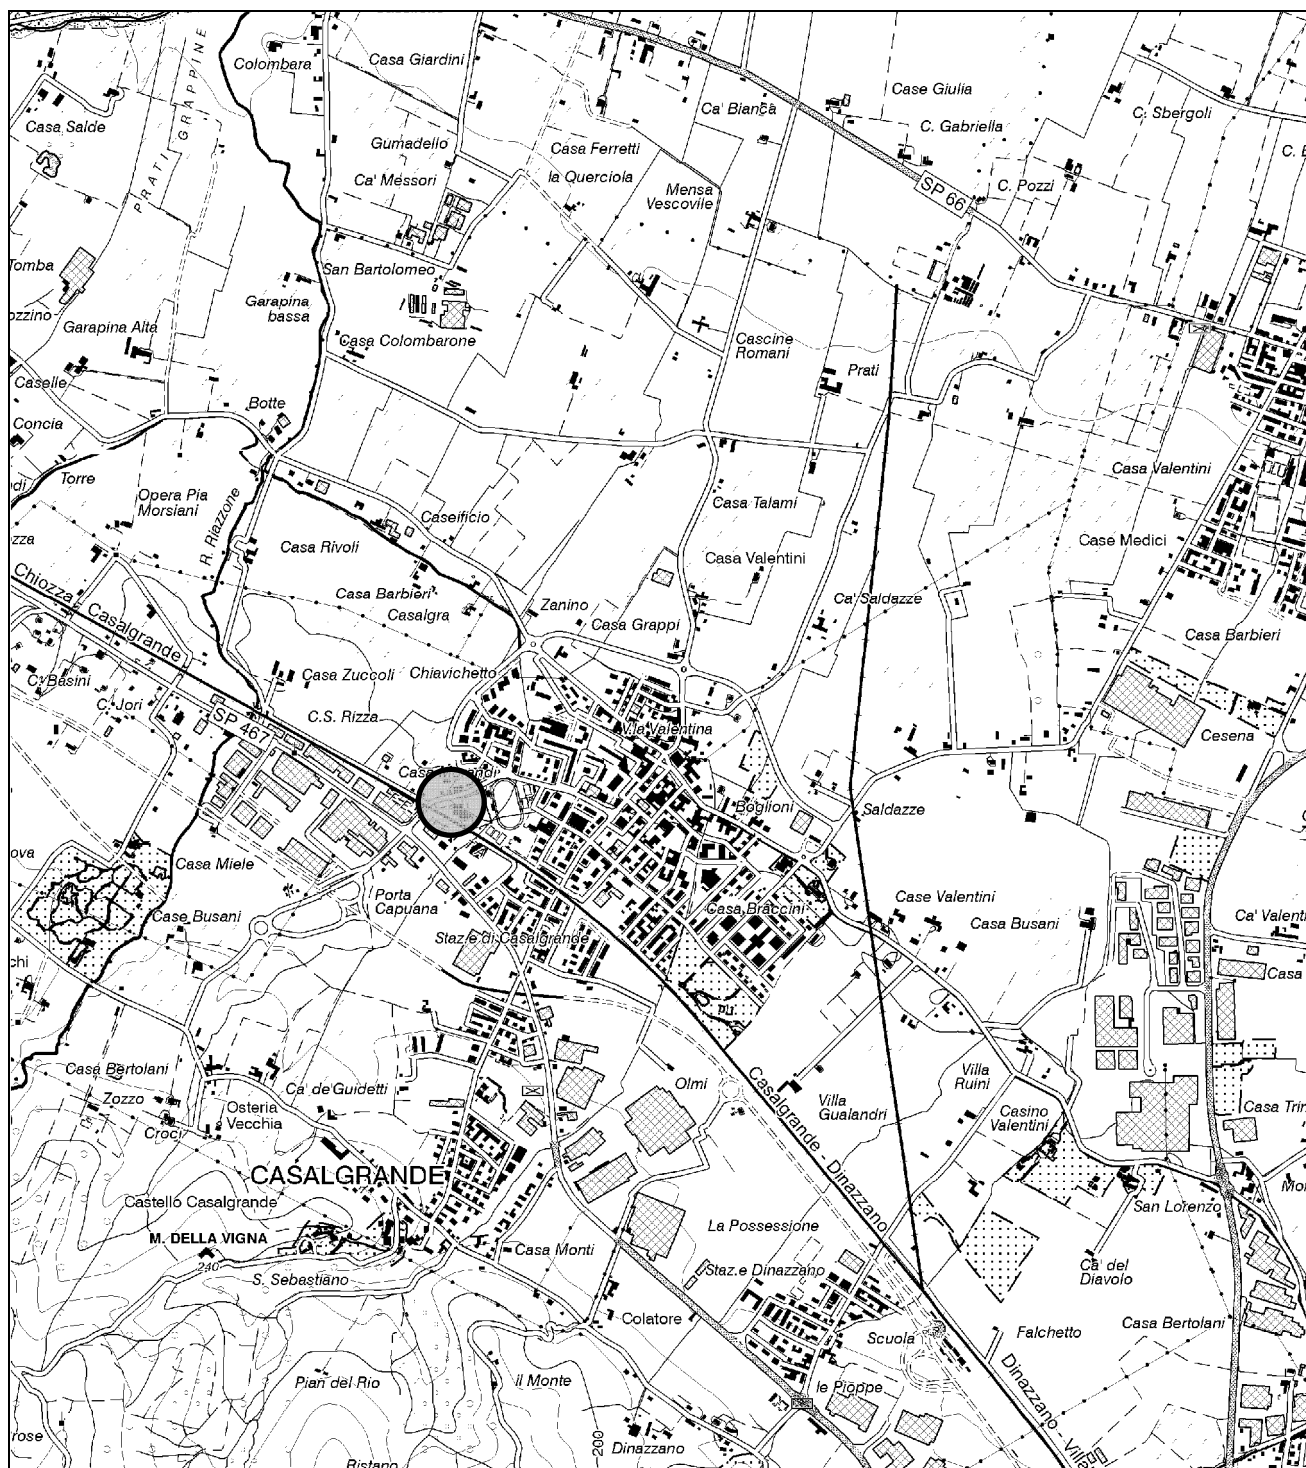 Colombara
Casa Giardini
Case Giulia
Ca' Bianca
C. Sbergoli
Casa Salde
PRATI GRAPPINE
Gumadello
Casa Ferretti
C. Gabriella
la Querciola
Ca' Messori
Mensa
Vescovile
SP 66
C. Pozzi
Tomba
San Bartolomeo
Garapina
bassa
Garapina Alta
Casa Colombarone
Cascine
Romani
Prati
Caselle
Botte
Concia
Torre
Opera Pia
Morsiani
Casa Valentini
Casa Talami
Caseificio
R. Riazzone
Casa Rivoli
Casa Valentini
Case Medici
Chiozza
Casalgrande
Casa Barbieri
Casalgra
Zanino
Ca' Saldazze
Casa Grappi
Casa Barbieri
C. Basini
Casa Zuccoli
Chiavichetto
C. Jori
SP 467
C.S. Rizza
V.la Valentina
Cesena
Boglioni
Saldazze
Casa Miele
Porta
Capuana
Case Busani
Casa Braccini
Case Valentini
Casa Busani
Staz.e di Casalgrande
Casa Bertolani
Zozzo
Croci
Osteria
Vecchia
Ca' de' Guidetti
Olmi
Villa
Gualandri
Villa
Ruini
Casino
Valentini
Casalgrande - Dinazzano
CASALGRANDE
Castello Casalgrande
M. DELLA VIGNA
240
S. Sebastiano
Casa Monti
La Possessione
Staz.e Dinazzano
San Lorenzo
Ca' del
Diavolo
Colatore
Scuola
Falchetto
Casa Bertolani
Pian del Rio
il Monte
le Pioppe
Dinazzano
200
Dinazzano
Ristano